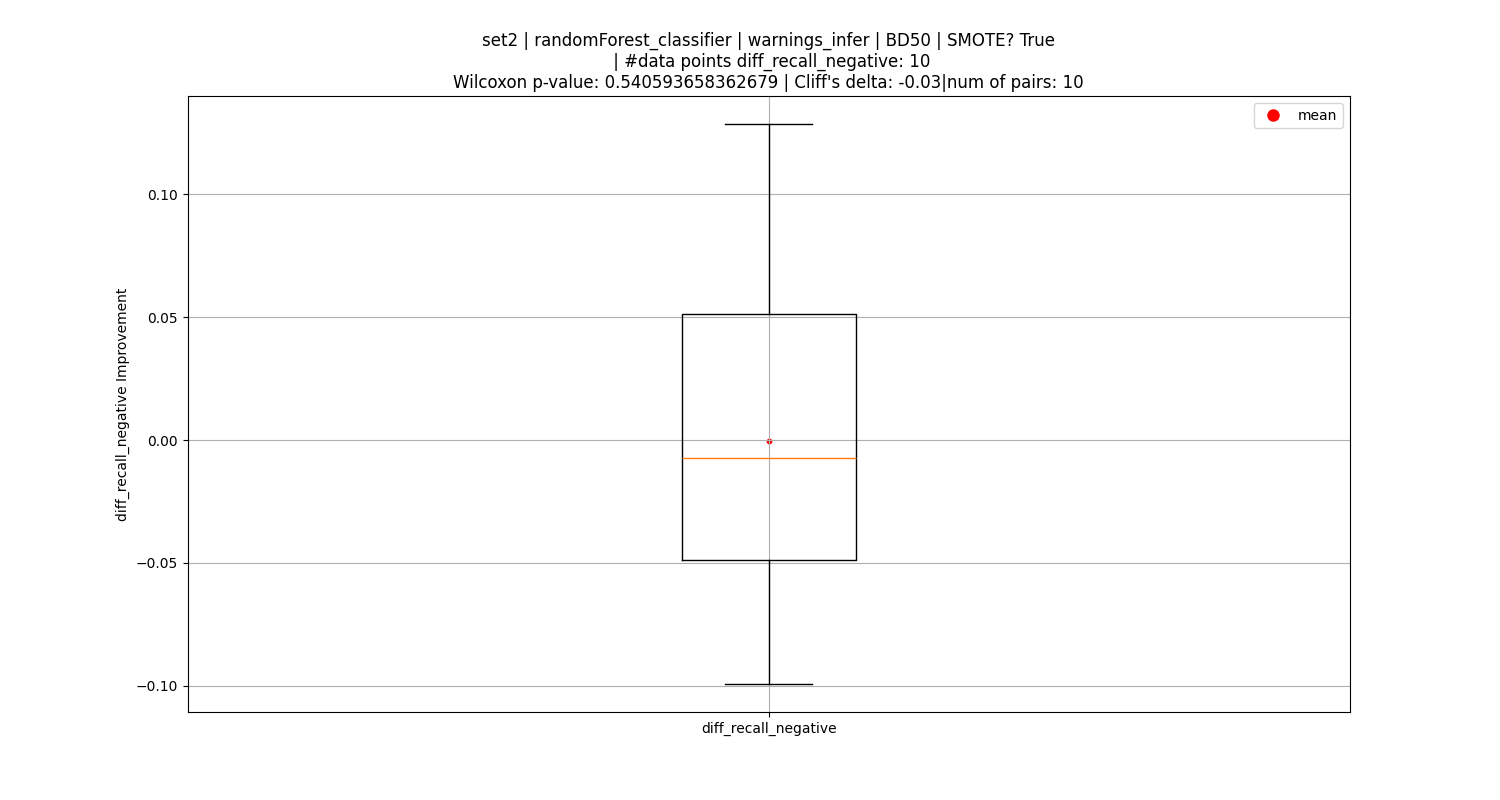 set2 | randomForest_classifier | warnings_infer | BD50 | SMOTE? True
| #data points diff_recall_negative: 10
Wilcoxon p-value: 0.540593658362679 | Cliff's delta: -0.03|num of pairs: 10
mean
0.10
0.05
0.00
−0.05
−0.10
diff_recall_negative Improvement
diff_recall_negative